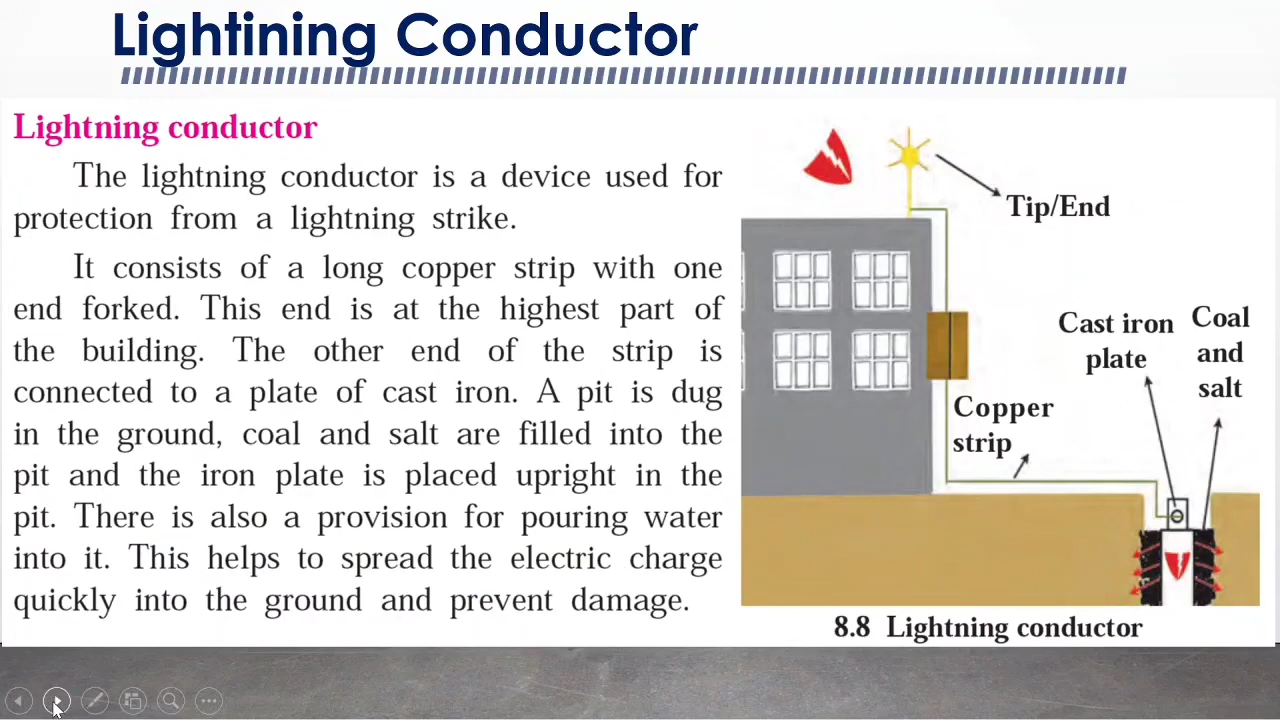 Lightining Conductor
Lightning conductor
The lightning conductor is a device used for
protection from a lightning strike.
It consists of a long copper strip with one
end forked. This end is at the highest part of
the building. The other end of the strip is
connected to a plate of cast iron. A pit is dug
in the ground, coal and salt are filled into the
pit and the iron plate is placed upright in the
pit. There is also a provision for pouring water
into it. This helps to spread the electric charge
quickly into the ground and prevent damage.
Tip/End
Cast iron
plate
Coal
and
salt
Copper
strip
8.8 Lightning conductor